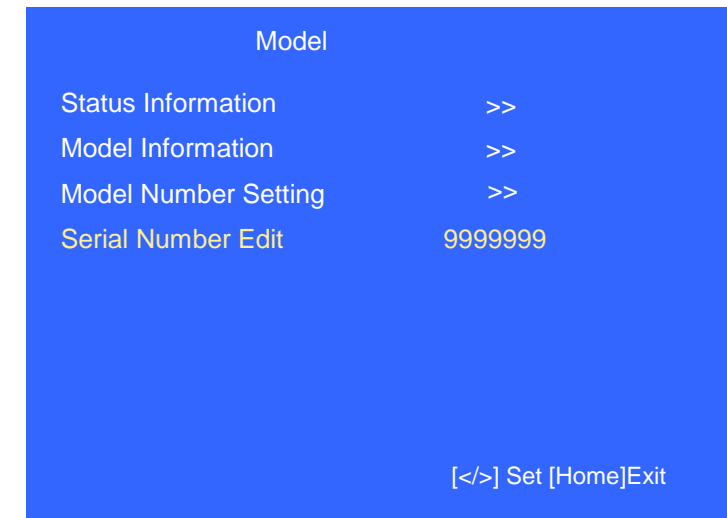 Model
Status Information >>
Model Information >>
Model Number Setting >>
Serial Number Edit 9999999
[</>] Set [Home]Exit